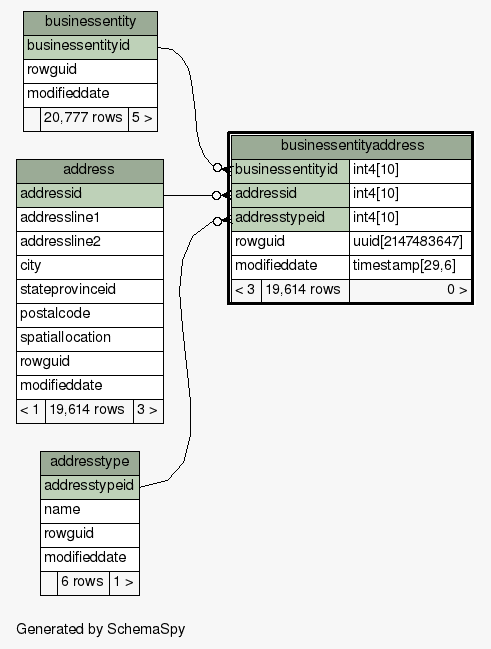 businessentity
businessentityid
rowguid
modifieddate
20,777 rows 5 >
address
addressid
addressline1
addressline2
city
stateprovinceid
postalcode
spatiallocation
rowguid
modifieddate
< 1 19,614 rows 3 >
addresstype
addresstypeid
name
rowguid
modifieddate
6 rows 1 >
businessentityaddress
businessentityid int4[10]
addressid int4[10]
addresstypeid int4[10]
rowguid uuid[2147483647]
modifieddate timestamp[29,6]
< 3 19,614 rows 0 >
Generated by SchemaSpy